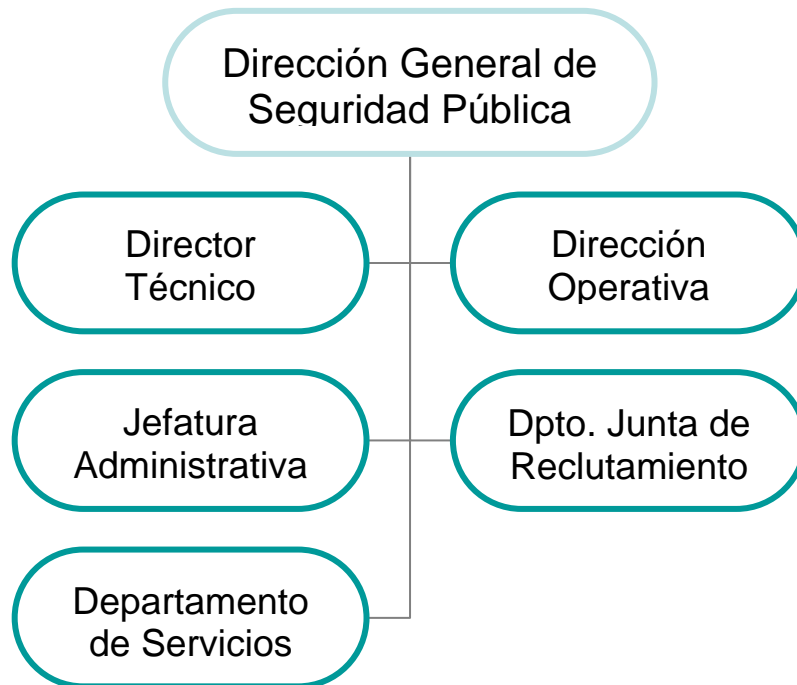 Dirección General de
Seguridad Pública
Director
Técnico
Dirección
Operativa
Jefatura
Administrativa
Dpto. Junta de
Reclutamiento
Departamento
de Servicios